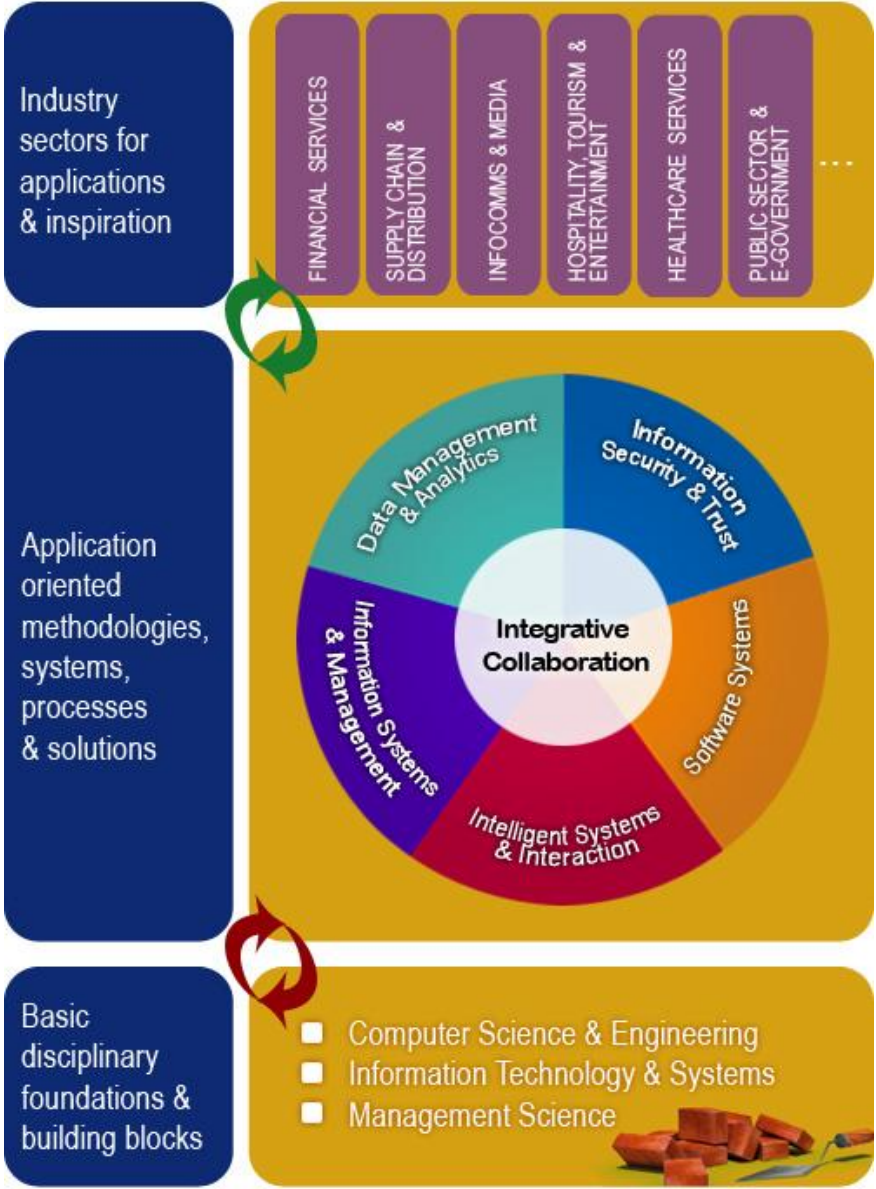 Industry
sectors for
applications
& inspiration
FINANCIAL SERVICES
SUPPLY CHAIN &
DISTRIBUTION
INFOCOMMS & MEDIA
HOSPITALITY, TOURISM &
ENTERTAINMENT
HEALTHCARE SERVICES
PUBLIC SECTOR &
E-GOVERNMENT
...
Application
oriented
methodologies,
systems,
processes
& solutions
Data Management
& Analytics
Information
Security & Trust
Information Systems
& Management
Integrative
Collaboration
Software Systems
Intelligent Systems
& Interaction
Basic
disciplinary
foundations &
building blocks
Computer Science & Engineering
Information Technology & Systems
Management Science